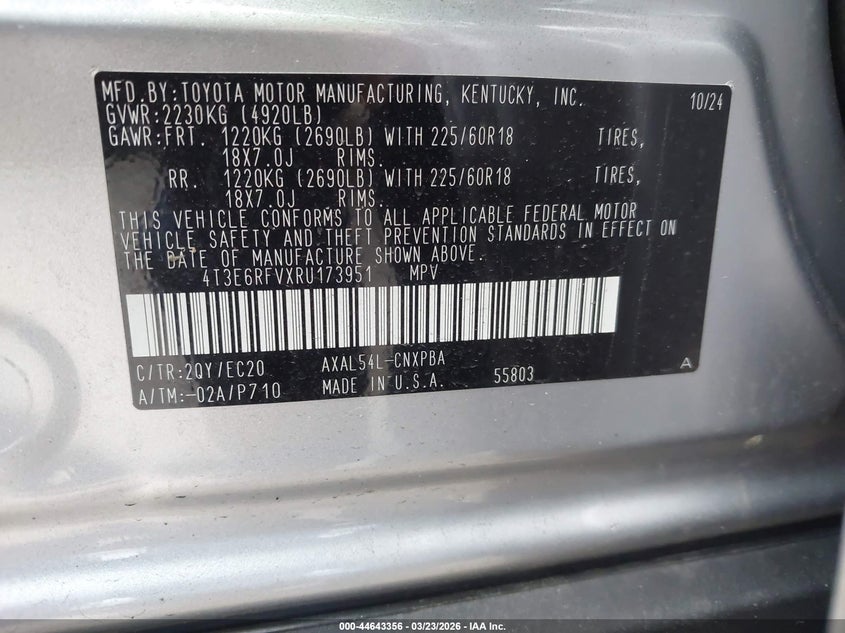 MFD.BY:TOYOTA MOTOR MANUFACTURING, KENTUCKY, INC. 10/24
GVWR:2230KG (4920LB)
GAWR:FRT. 1220KG (2690LB) WITH 225/60R18 TIRES,
18X7.0J RIMS.
RR. 1220KG (2690LB) WITH 225/60R18 TIRES,
18X7.0J RIMS.
THIS VEHICLE CONFORMS TO ALL APPLICABLE FEDERAL MOTOR
VEHICLE SAFETY AND THEFT PREVENTION STANDARDS IN EFFECT ON
THE DATE OF MANUFACTURE SHOWN ABOVE.
4T3E6RFVXRU173951 MPV
C/TR:2QY/EC20 AXAL54L-CNXPBA
A/TM:-02A/P710 MADE IN U.S.A. 55803 A
000-44643356 - 03/23/2026 - IAA Inc.